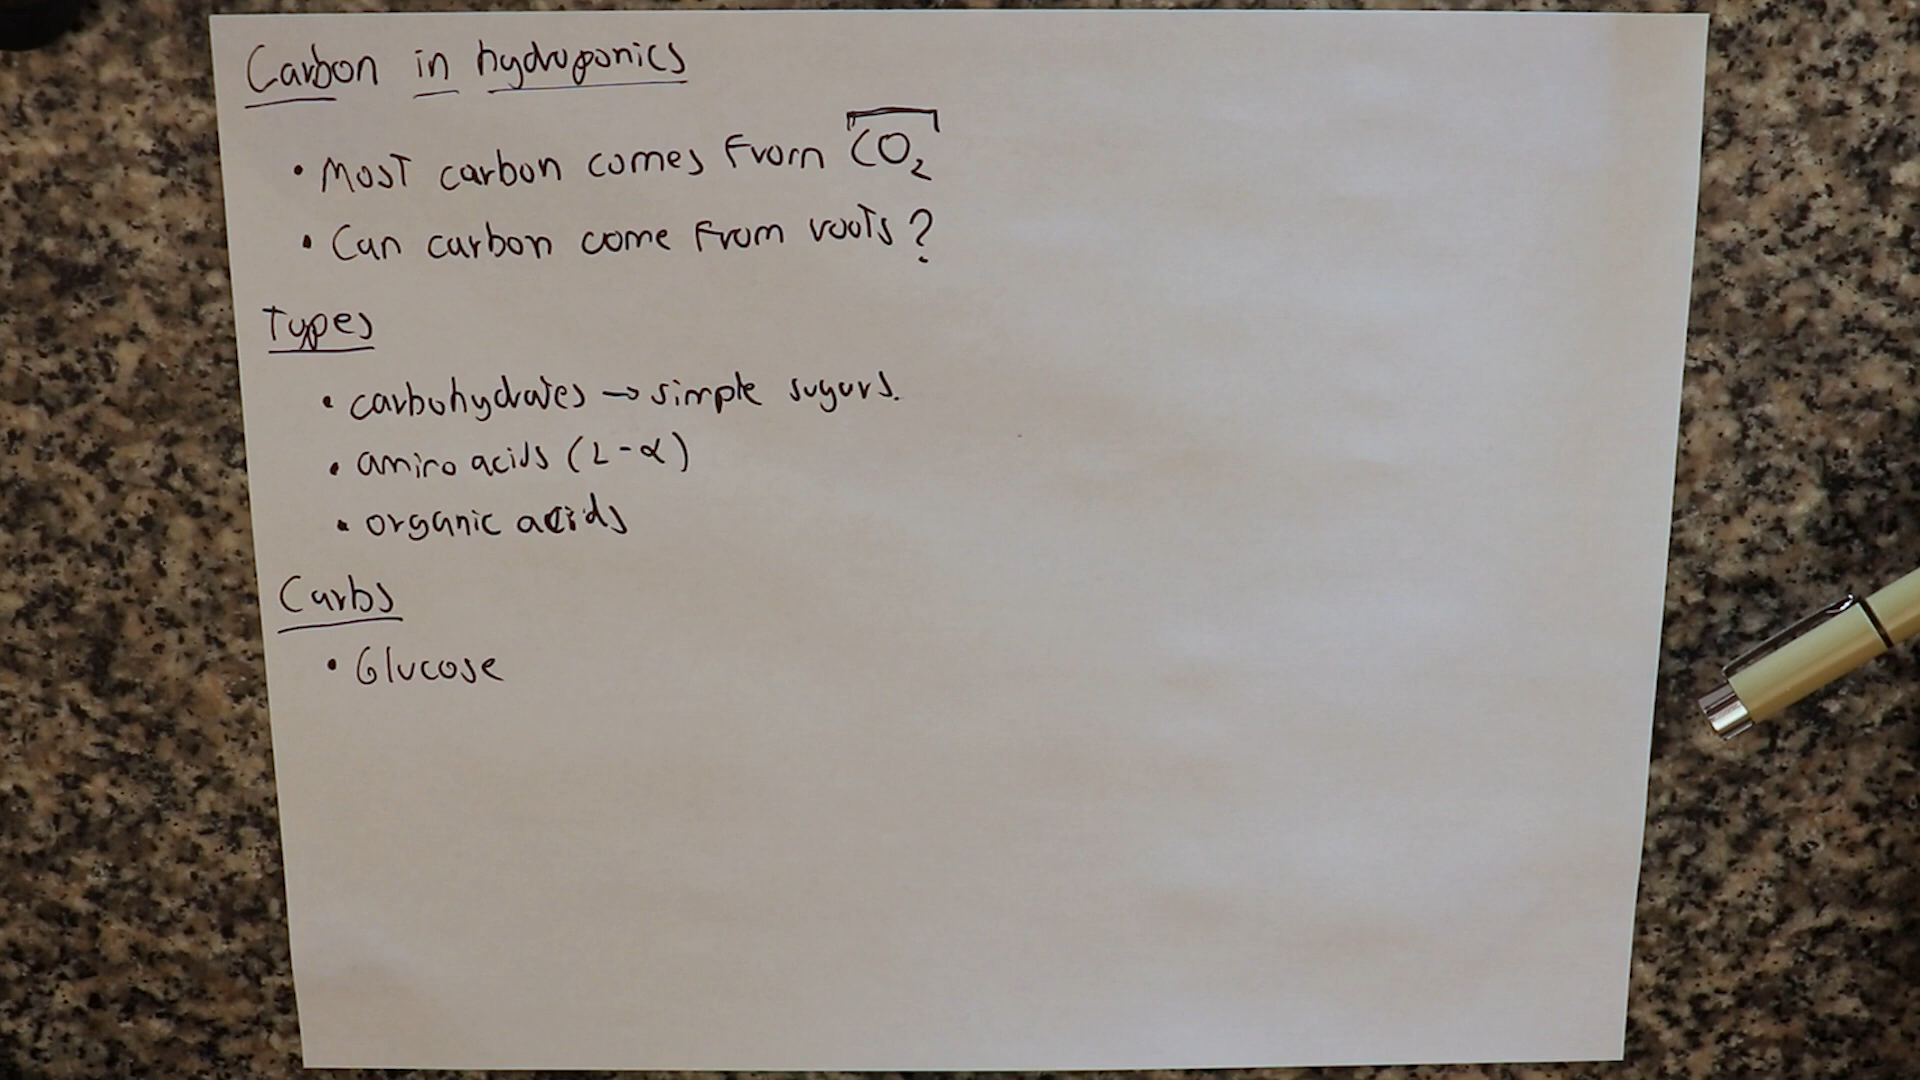 Carbon in hydroponics
• Most carbon comes from CO₂
• Can carbon come from roots?
Types
• carbohydrates → simple sugars.
• amino acids (L-α)
• organic acids
Carbs
• Glucose